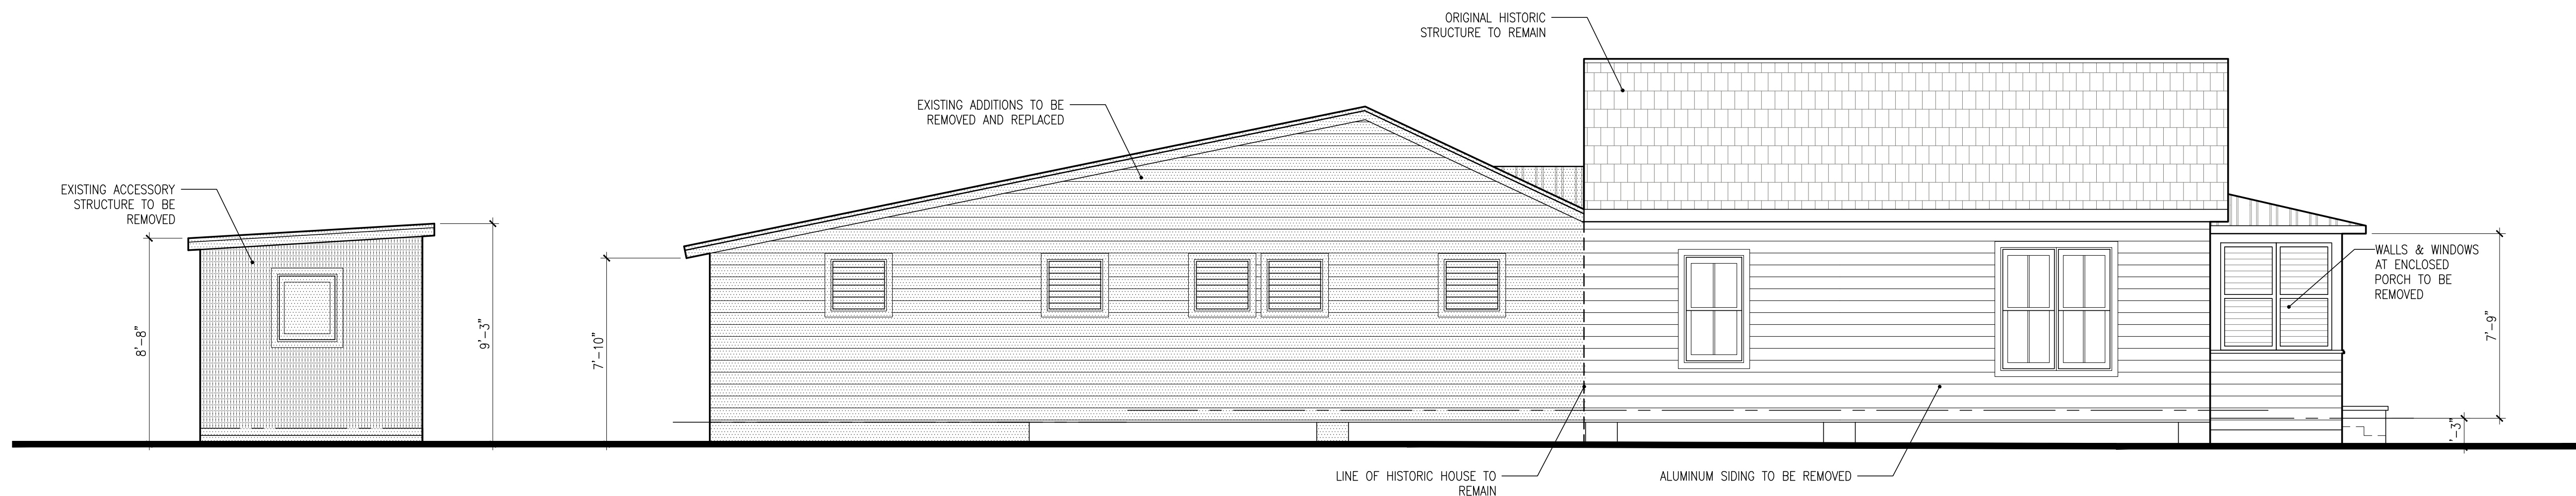 ORIGINAL HISTORIC
STRUCTURE TO REMAIN
EXISTING ADDITIONS TO BE
REMOVED AND REPLACED
EXISTING ACCESSORY
STRUCTURE TO BE
REMOVED
WALLS & WINDOWS
AT ENCLOSED
PORCH TO BE
REMOVED
8'-8"
9'-3"
7'-10"
7'-9"
'-3"
LINE OF HISTORIC HOUSE TO
REMAIN
ALUMINUM SIDING TO BE REMOVED